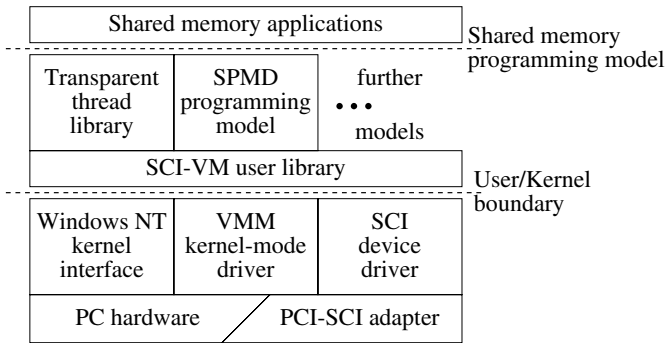 Shared memory applications
Shared memory
programming model
Transparent
thread
library
SPMD
programming
model
further
models
SCI-VM user library
User/Kernel
boundary
Windows NT
kernel
interface
VMM
kernel-mode
driver
SCI
device
driver
PC hardware
PCI-SCI adapter